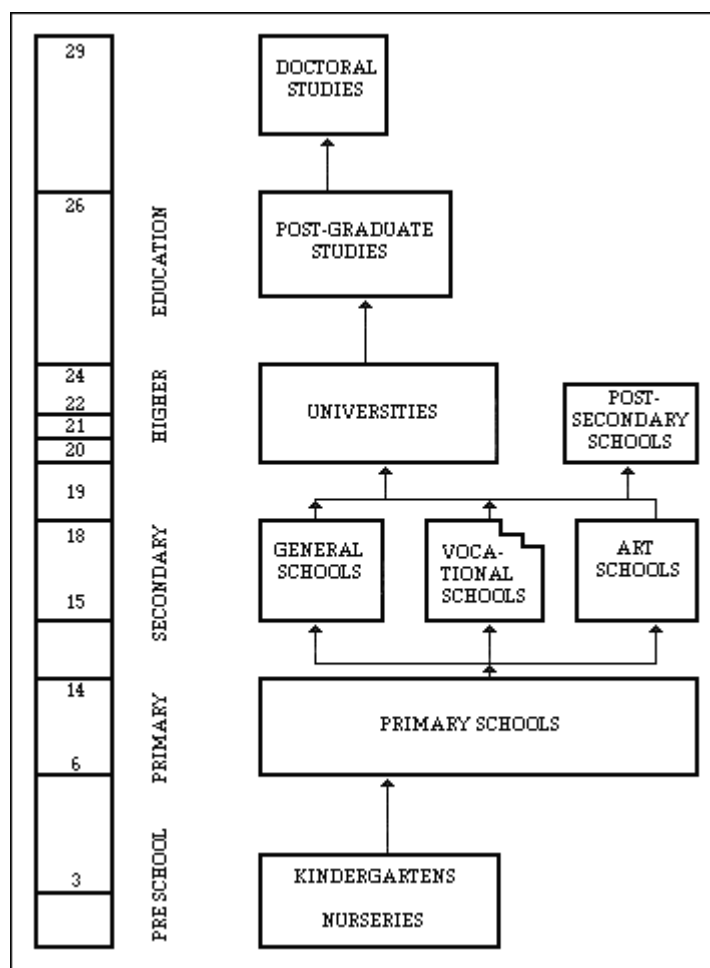 29
DOCTORAL
STUDIES
26
POST-GRADUATE
STUDIES
EDUCATION
24
22
21
20
HIGHER
UNIVERSITIES
POST-
SECONDARY
SCHOOLS
19
18
15
SECONDARY
GENERAL
SCHOOLS
VOCA-
TIONAL
SCHOOLS
ART
SCHOOLS
14
6
PRIMARY
PRIMARY SCHOOLS
3
PRESCHOOL
KINDERGARTENS
NURSERIES